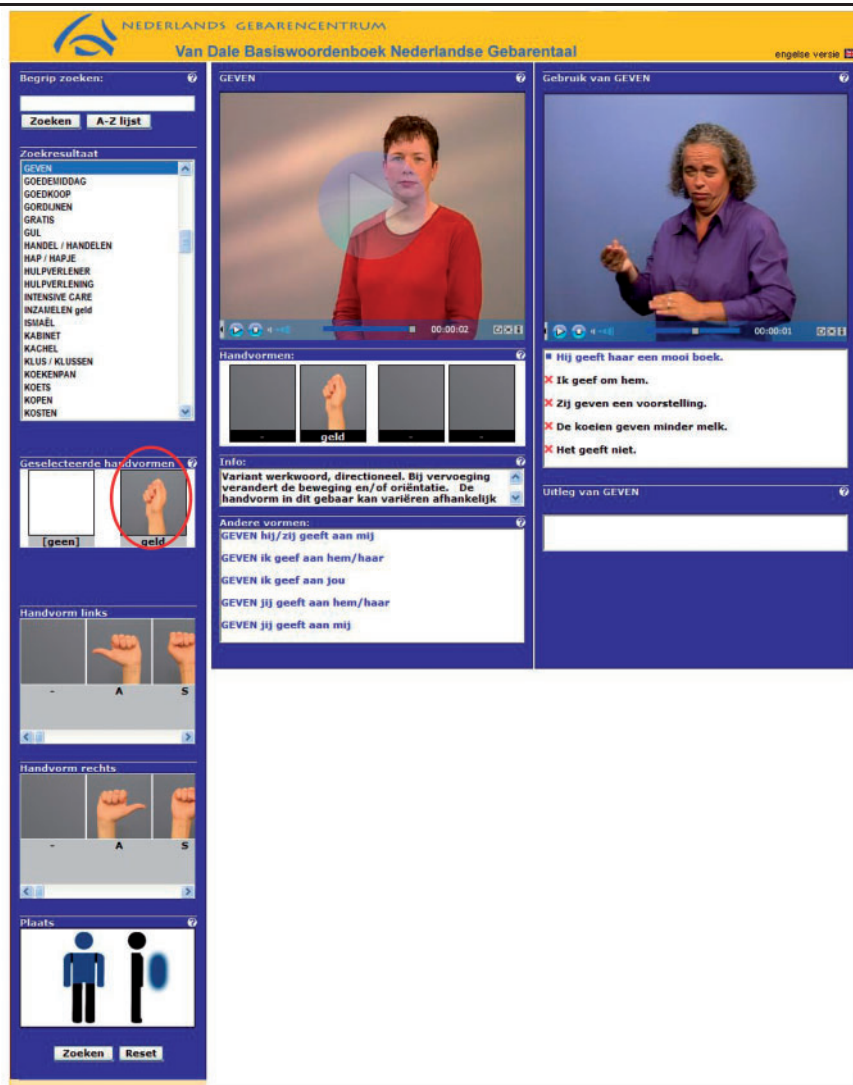 NEDERLANDS GEBARENCENTRUM
Van Dale Basiswoordenboek Nederlandse Gebarentaal
engelse versie
Begrip zoeken: ?
Zoeken A-Z lijst
Zoekresultaat
GEVEN
GOEDEMIDDAG
GOEDKOOP
GORDIJNEN
GRATIS
GUL
HANDEL / HANDELEN
HAP / HAPJE
HULPVERLENER
HULPVERLENING
INTENSIVE CARE
INZAMELEN geld
ISMAËL
KABINET
KACHEL
KLUS / KLUSSEN
KOEKENPAN
KOETS
KOPEN
KOSTEN
Geselecteerde handvormen ?
[geen] geld
Handvorm links
- A S
Handvorm rechts
- A S
Plaats ?
Zoeken Reset
GEVEN ?
00:00:02
Handvormen: ?
- geld - -
Info: ?
Variant werkwoord, directioneel. Bij vervoeging
verandert de beweging en/of oriëntatie. De
handvorm in dit gebaar kan variëren afhankelijk
Andere vormen: ?
GEVEN hij/zij geeft aan mij
GEVEN ik geef aan hem/haar
GEVEN ik geef aan jou
GEVEN jij geeft aan hem/haar
GEVEN jij geeft aan mij
Gebruik van GEVEN ?
00:00:01
Hij geeft haar een mooi boek.
Ik geef om hem.
Zij geven een voorstelling.
De koeien geven minder melk.
Het geeft niet.
Uitleg van GEVEN ?